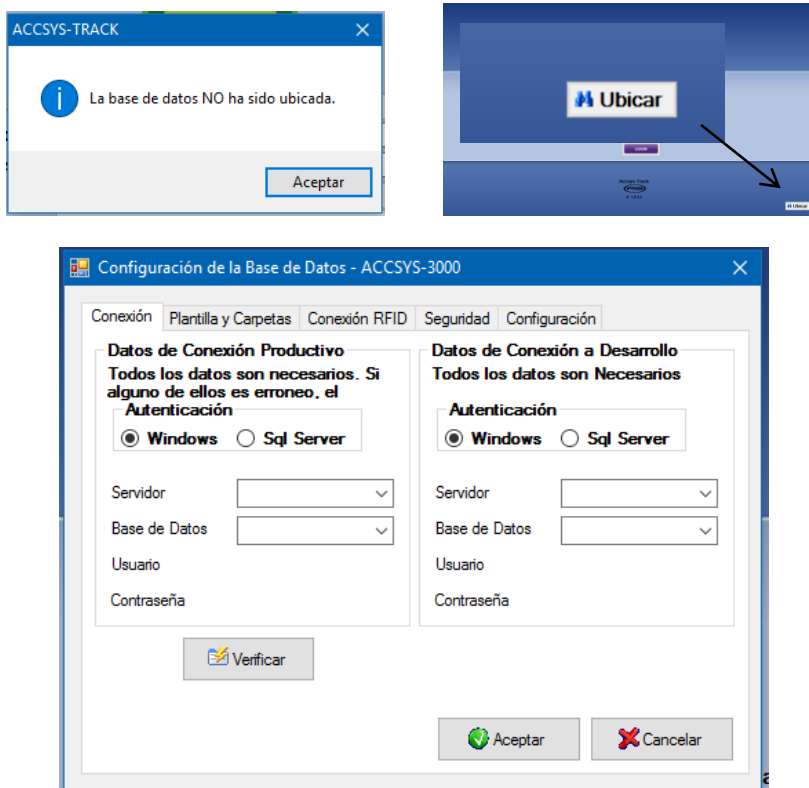 ACCSYS-TRACK
La base de datos NO ha sido ubicada.
Aceptar
Ubicar
LOGIN
Accsys Track
Ubicar
Configuración de la Base de Datos - ACCSYS-3000
Conexión Plantilla y Carpetas Conexión RFID Seguridad Configuración
Datos de Conexión Productivo
Todos los datos son necesarios. Si
alguno de ellos es erroneo, el
Autenticación
Windows Sql Server
Servidor
Base de Datos
Usuario
Contraseña
Datos de Conexión a Desarrollo
Todos los datos son Necesarios
Autenticación
Windows Sql Server
Servidor
Base de Datos
Usuario
Contraseña
Verificar
Aceptar Cancelar